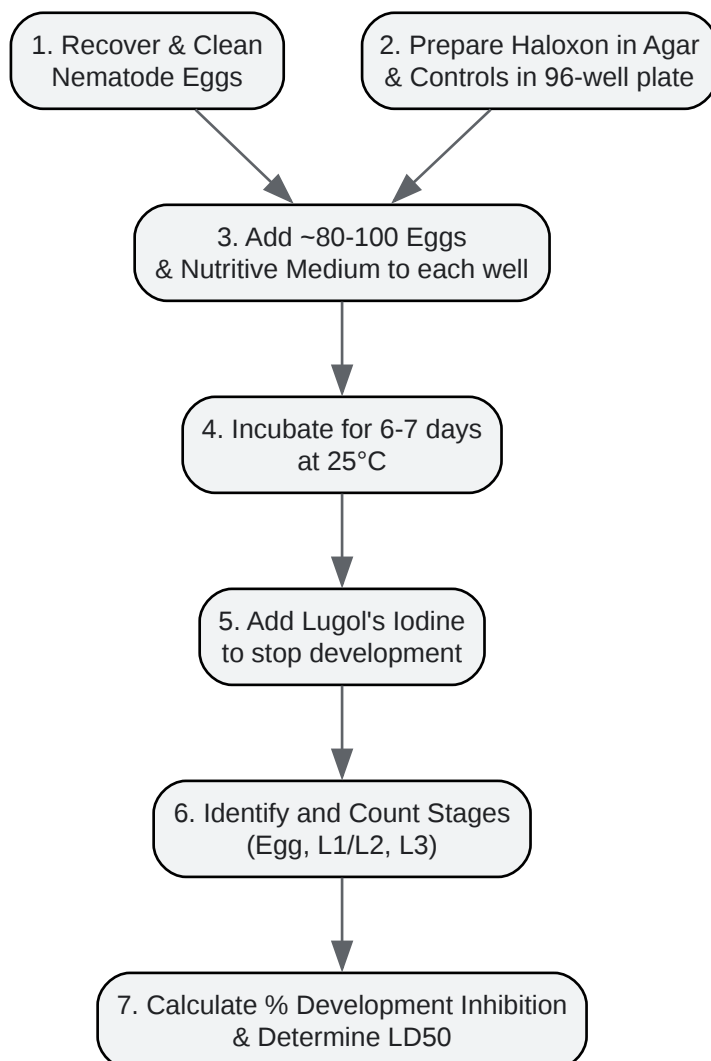 1. Recover & Clean
Nematode Eggs
2. Prepare Haloxon in Agar
& Controls in 96-well plate
3. Add ~80-100 Eggs
& Nutritive Medium to each well
4. Incubate for 6-7 days
at 25°C
5. Add Lugol's Iodine
to stop development
6. Identify and Count Stages
(Egg, L1/L2, L3)
7. Calculate % Development Inhibition
& Determine LD50